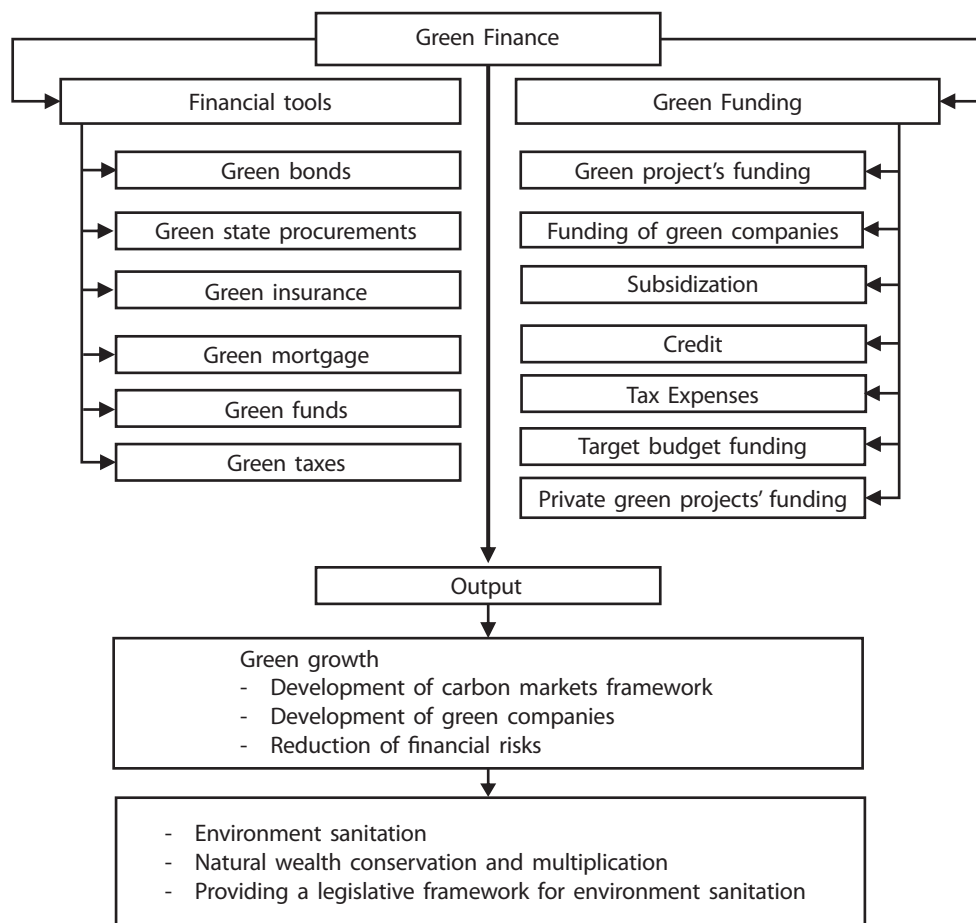 Green Finance
Financial tools
Green bonds
Green state procurements
Green insurance
Green mortgage
Green funds
Green taxes
Green Funding
Green project’s funding
Funding of green companies
Subsidization
Credit
Tax Expenses
Target budget funding
Private green projects’ funding
Output
Green growth
- Development of carbon markets framework
- Development of green companies
- Reduction of financial risks
- Environment sanitation
- Natural wealth conservation and multiplication
- Providing a legislative framework for environment sanitation